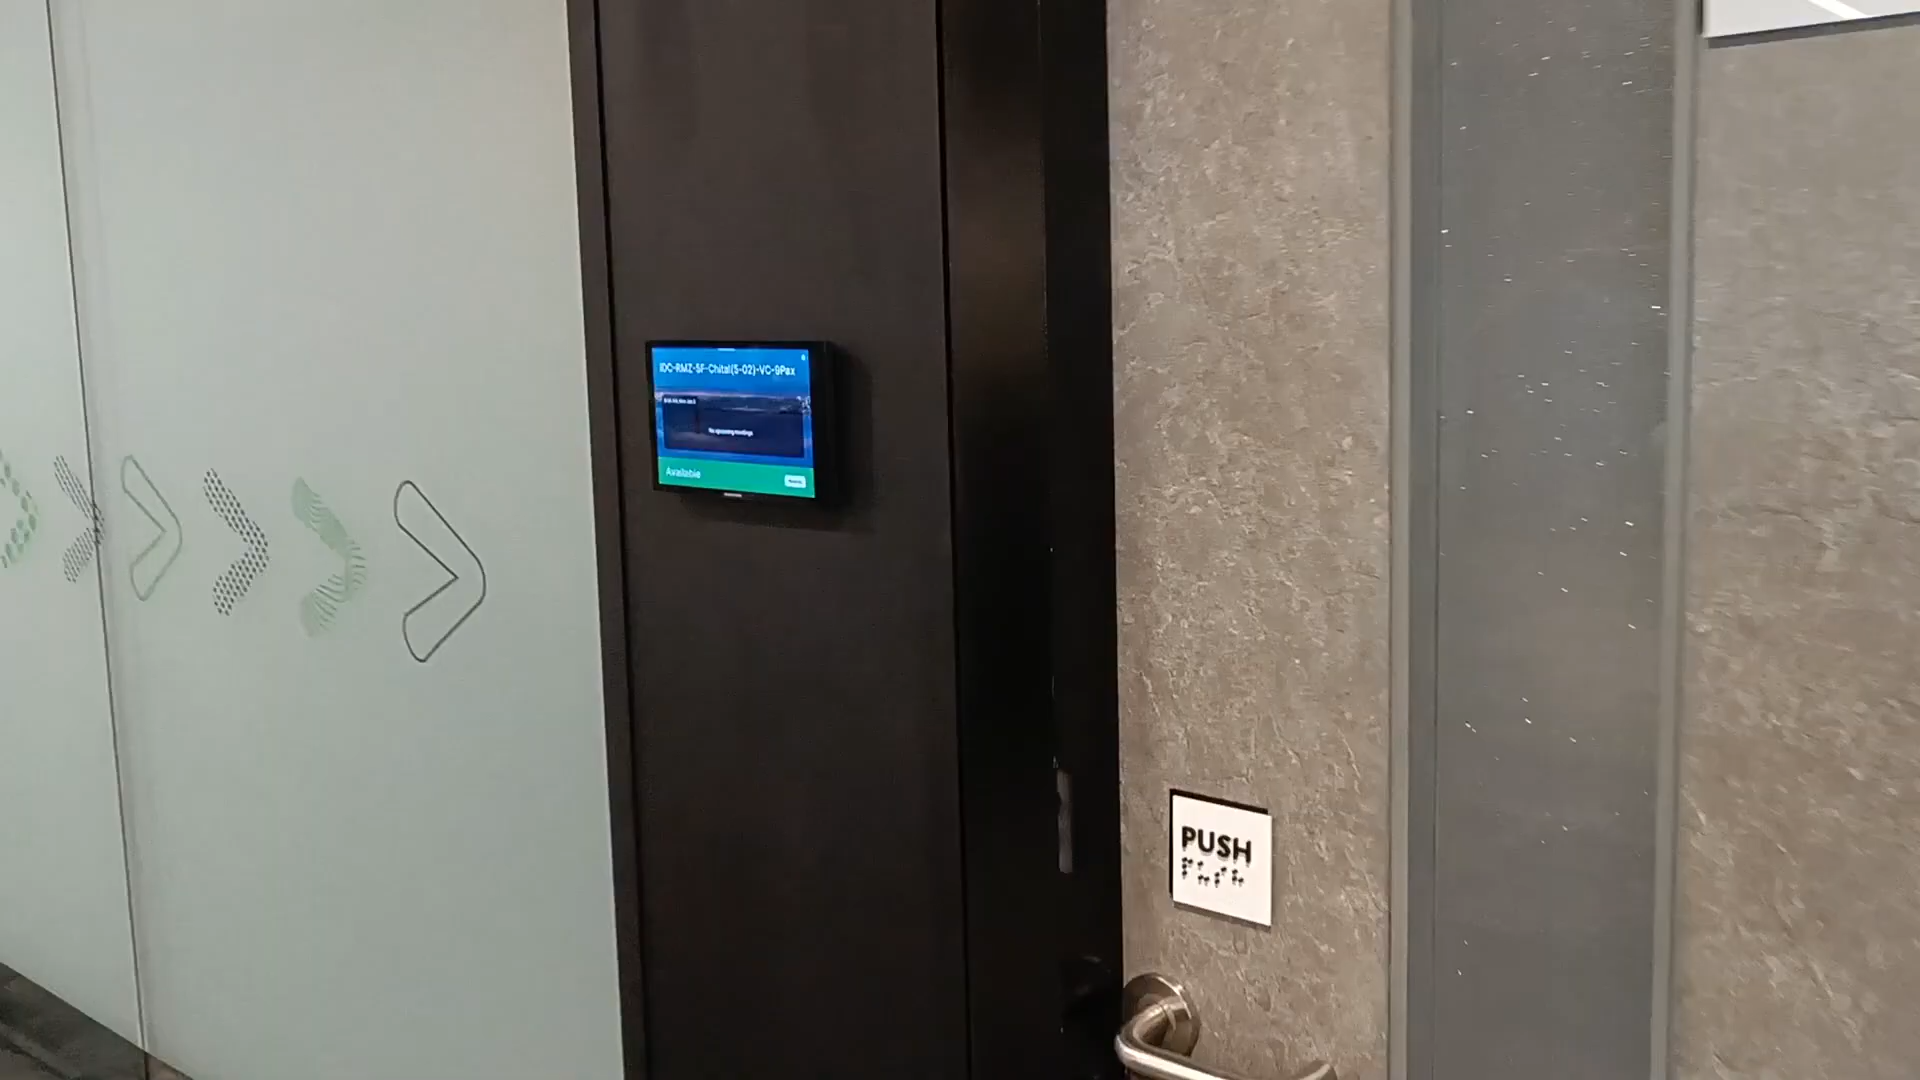 IDC-RMZ-5F-Chital(5-02)-VC-9Pax
No upcoming meetings
Available
PUSH